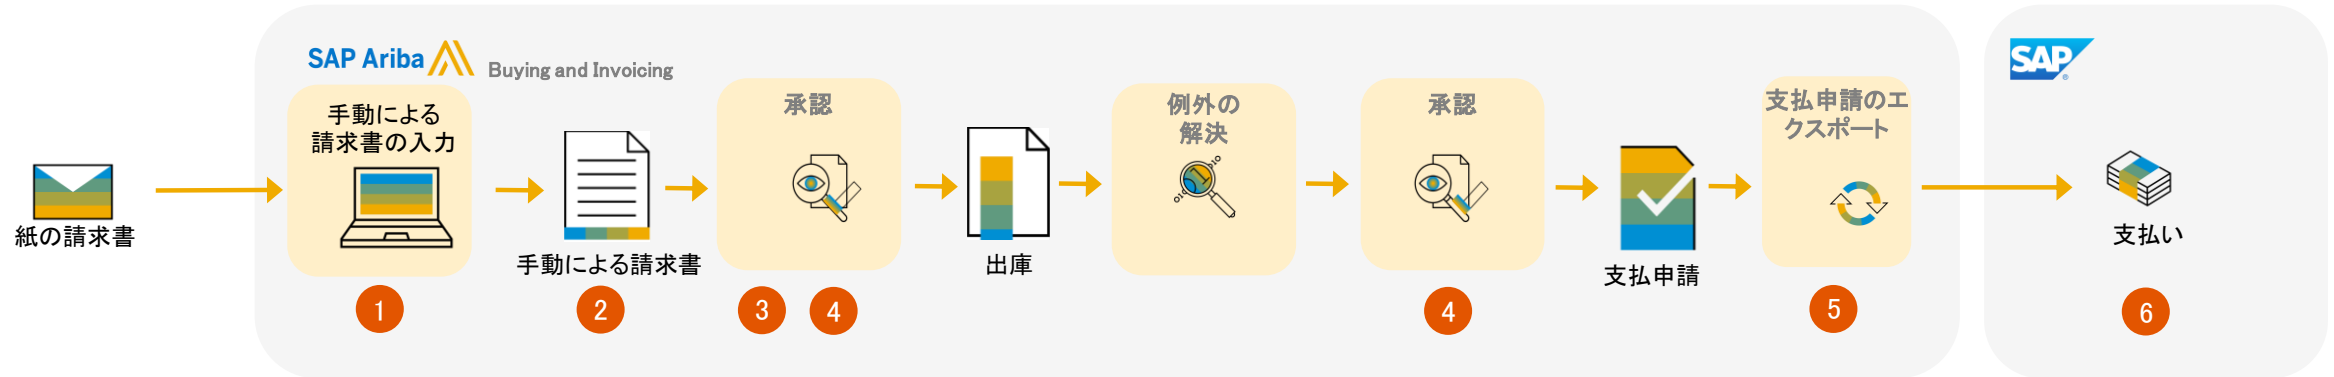 SAP Ariba
Buying and Invoicing
SAP
紙の請求書
手動による
請求書の入力
1
手動による請求書
2
承認
3
4
出庫
例外の
解決
承認
4
支払申請
支払申請のエ
クスポート
5
支払い
6